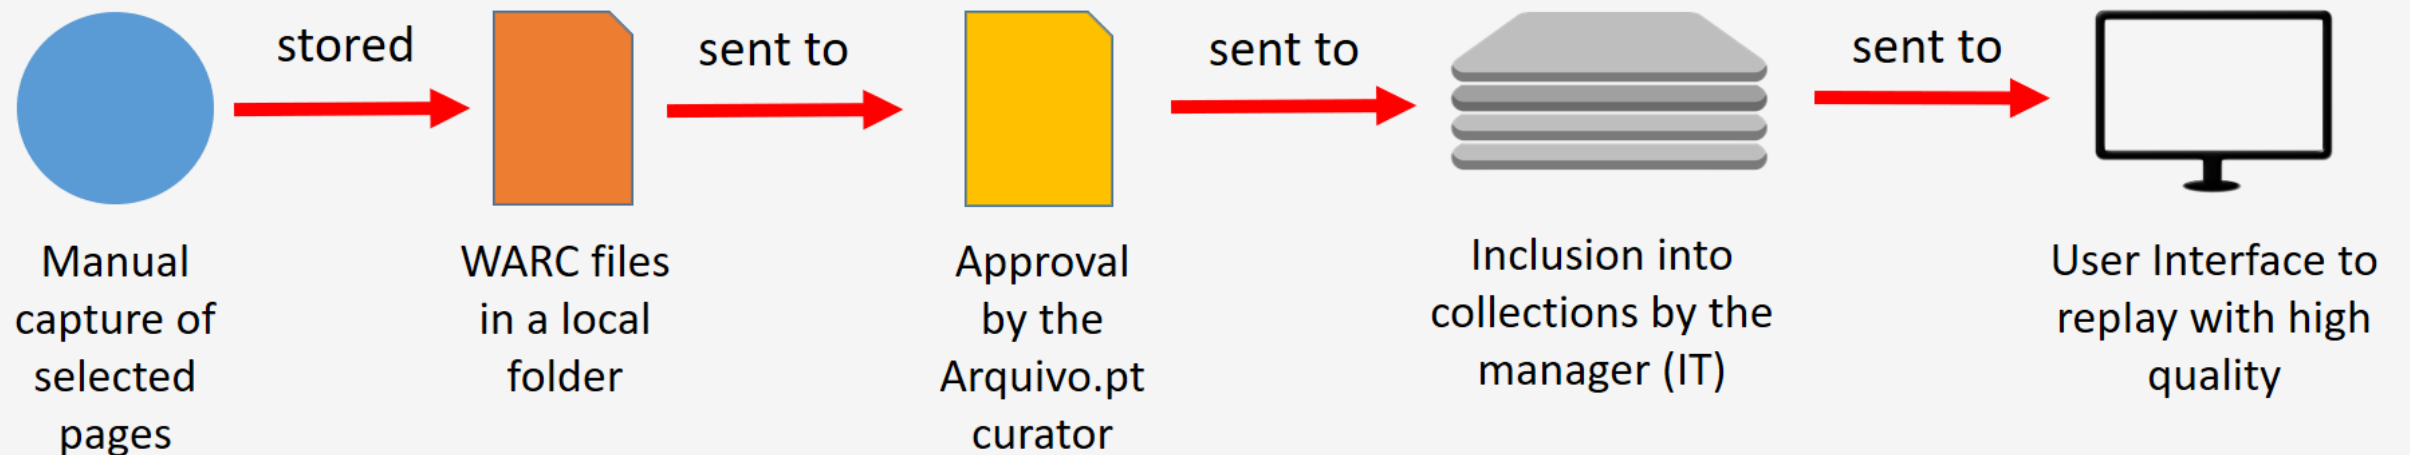 stored
sent to
sent to
sent to
Manual
capture of
selected
pages
WARC files
in a local
folder
Approval
by the
Arquivo.pt
curator
Inclusion into
collections by the
manager (IT)
User Interface to
replay with high
quality